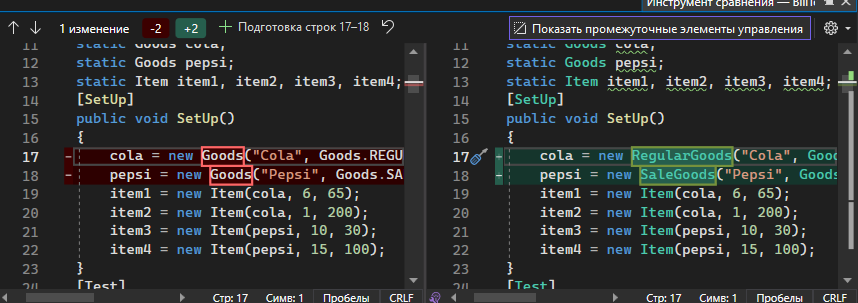 Инструмент сравнения —
1 изменение -2 +2 Подготовка строк 17–18
Показать промежуточные элементы управления
11 static Goods cola;
12 static Goods pepsi;
13 static Item item1, item2, item3, item4;
14 [SetUp]
15 public void SetUp()
16 {
17 - cola = new Goods("Cola", Goods.REGU
18 - pepsi = new Goods("Pepsi", Goods.SA
19 item1 = new Item(cola, 6, 65);
20 item2 = new Item(cola, 1, 200);
21 item3 = new Item(pepsi, 10, 30);
22 item4 = new Item(pepsi, 15, 100);
23 }
24 [Test]
Стр: 17 Симв: 1 Пробелы CRLF
11 static Goods cola;
12 static Goods pepsi;
13 static Item item1, item2, item3, item4;
14 [SetUp]
15 public void SetUp()
16 {
17 + cola = new RegularGoods("Cola", Goo
18 + pepsi = new SaleGoods("Pepsi", Goods
19 item1 = new Item(cola, 6, 65);
20 item2 = new Item(cola, 1, 200);
21 item3 = new Item(pepsi, 10, 30);
22 item4 = new Item(pepsi, 15, 100);
23 }
24 [Test]
Стр: 17 Симв: 1 Пробелы CRLF